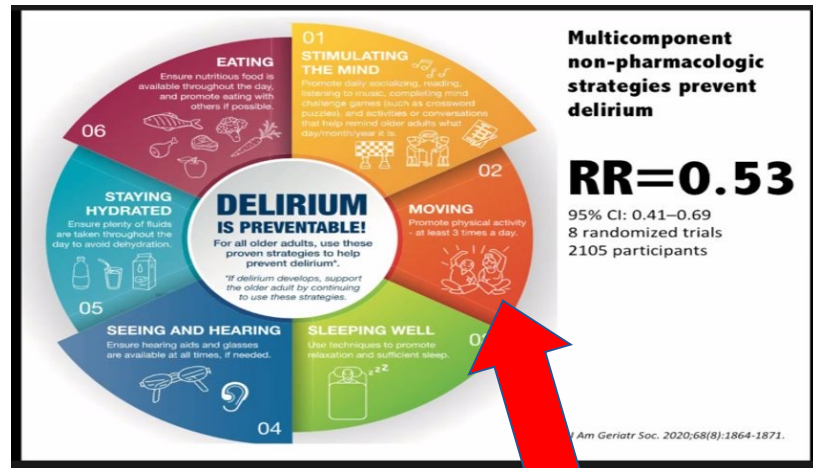 Multicomponent
non-pharmacologic
strategies prevent
delirium
RR=0.53
95% CI: 0.41–0.69
8 randomized trials
2105 participants
DELIRIUM
IS PREVENTABLE!
For all older adults, use these
proven strategies to help
prevent delirium*.
*If delirium develops, support
the older adult by continuing
to use these strategies.
01
STIMULATING
THE MIND
Promote daily socializing, reading,
listening to music, completing mind
challenge games (such as crossword
puzzles), and activities or conversations
that help remind older adults what
day/month/year it is.
02
MOVING
Promote physical activity
- at least 3 times a day.
SLEEPING WELL
Use techniques to promote
relaxation and sufficient sleep.
zzZ
SEEING AND HEARING
Ensure hearing aids and glasses
are available at all times, if needed.
04
STAYING
HYDRATED
Ensure plenty of fluids
are taken throughout the
day to avoid dehydration.
05
EATING
Ensure nutritious food is
available throughout the day,
and promote eating with
others if possible.
06
Am Geriatr Soc. 2020;68(8):1864-1871.